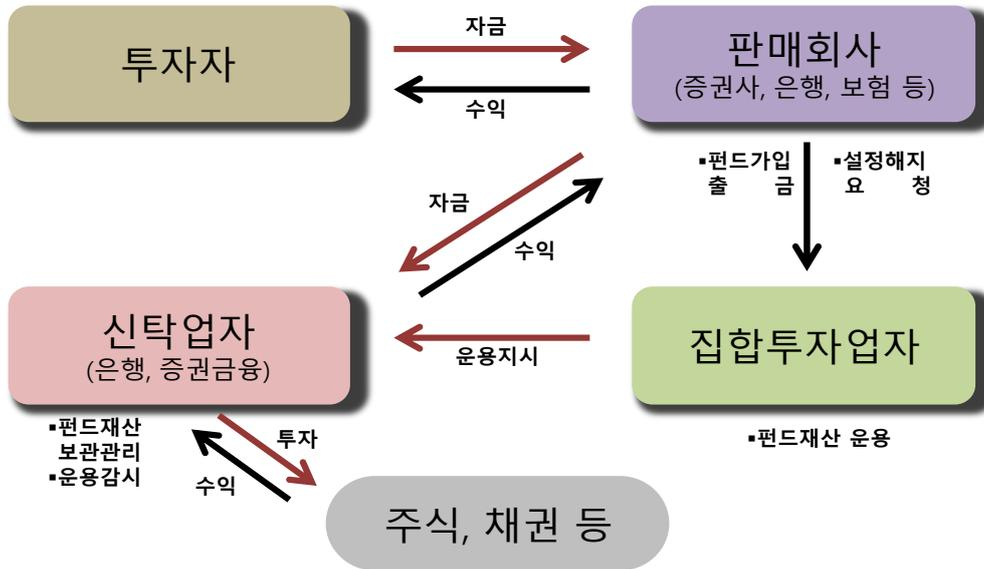 투자자
자금
수익
판매회사
(증권사, 은행, 보험 등)
▪펀드가입
출 금
▪설정해지
요 청
자금
수익
신탁업자
(은행, 증권금융)
운용지시
집합투자업자
▪펀드재산
보관관리
▪운용감시
투자
수익
▪펀드재산 운용
주식, 채권 등